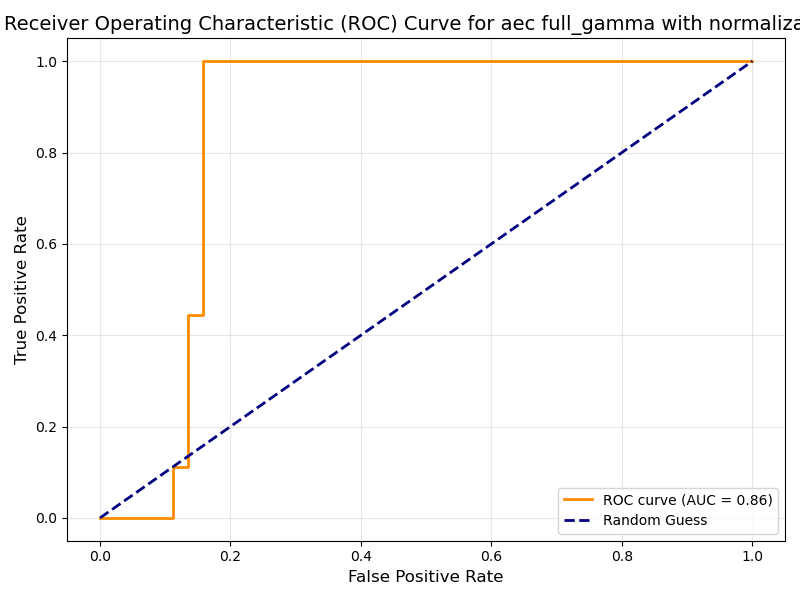 Receiver Operating Characteristic (ROC) Curve for aec full_gamma with normaliza
1.0
0.8
0.6
0.4
0.2
0.0
True Positive Rate
ROC curve (AUC = 0.86)
Random Guess
0.0 0.2 0.4 0.6 0.8 1.0
False Positive Rate